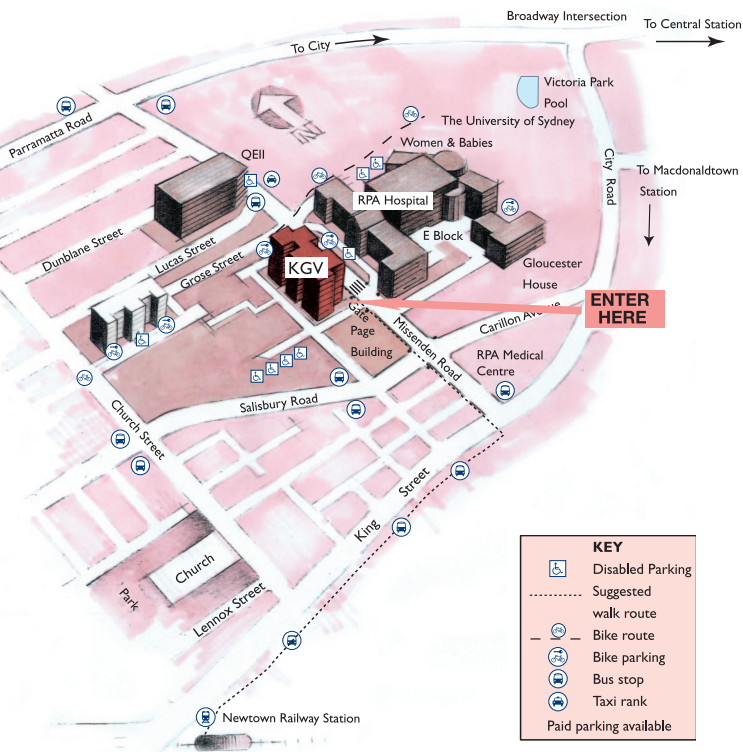 Broadway Intersection
To Central Station
To City
Victoria Park
Pool
Parramatta Road
The University of Sydney
Women & Babies
QEII
City Road
To Macdonaldtown
Station
RPA Hospital
Dunblane Street
Lucas Street
E Block
Grose Street
KGV
Gloucester
House
ENTER
HERE
Gate
Page
Building
Missenden Road
Carillon Avenue
RPA Medical
Centre
Salisbury Road
Church Street
King Street
Church
Park
Lennox Street
Newtown Railway Station
KEY
Disabled Parking
Suggested
walk route
Bike route
Bike parking
Bus stop
Taxi rank
Paid parking available